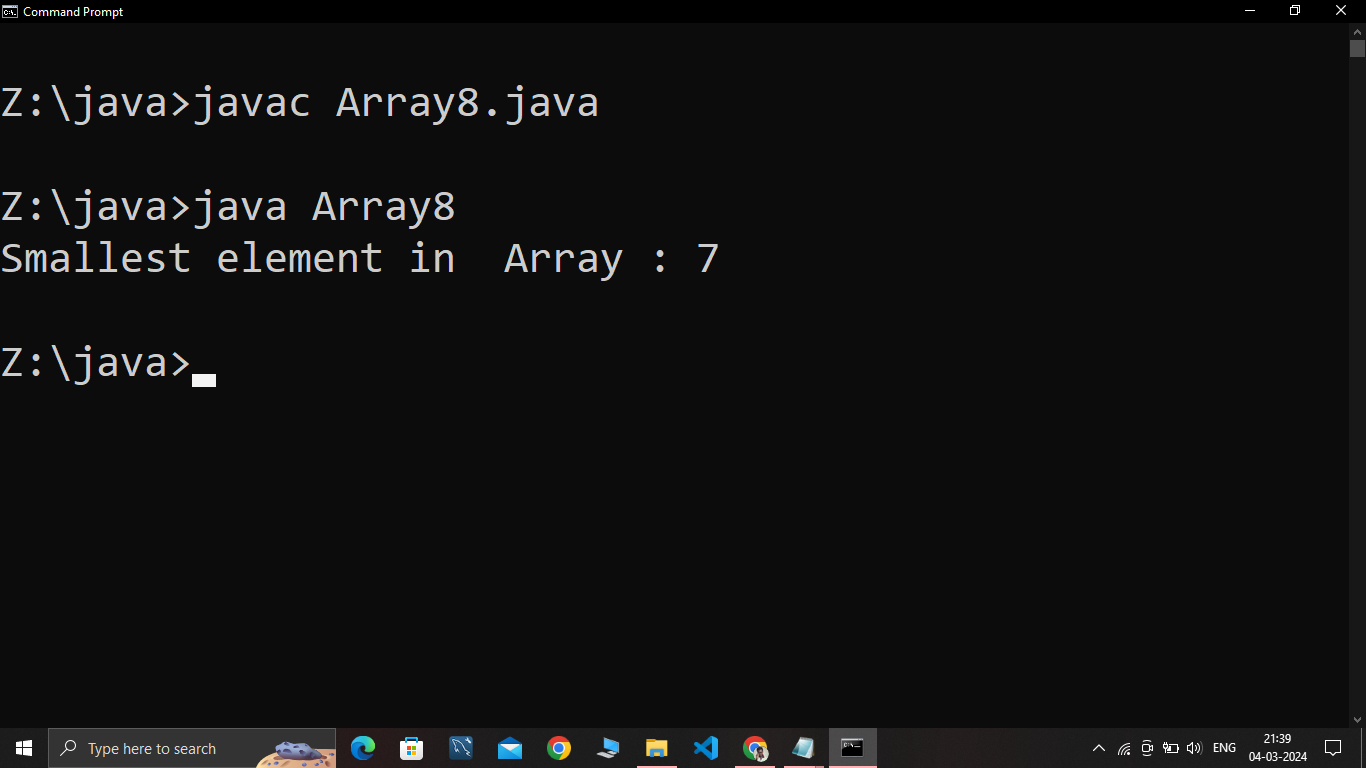 Command Prompt
Z:\java>javac Array8.java
Z:\java>java Array8
Smallest element in  Array : 7
Z:\java>
Type here to search
ENG
21:39
04-03-2024